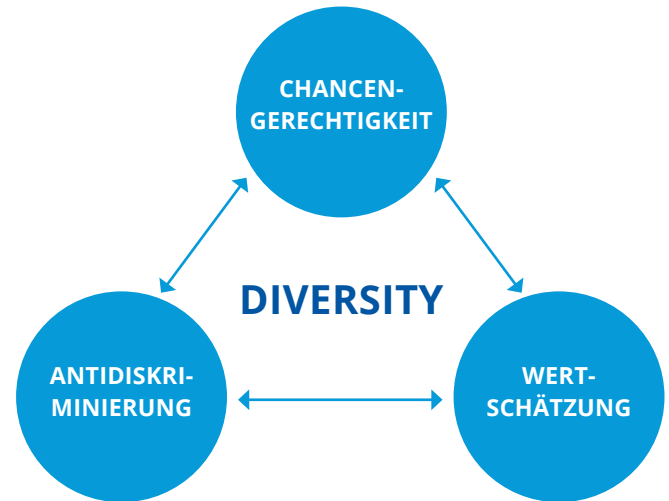 CHANCEN-
GERECHTIGKEIT
DIVERSITY
ANTIDISKRI-
MINIERUNG
WERT-
SCHÄTZUNG